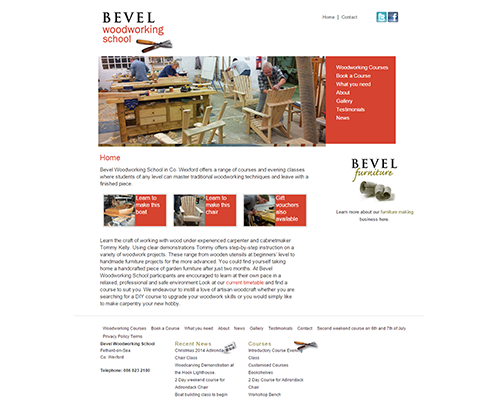 BEVEL
woodworking
school
Home | Contact
Woodworking Courses
Book a Course
What you need
About
Gallery
Testimonials
News
Home
Bevel Woodworking School in Co. Wexford offers a range of courses and evening classes
where students of any level can master traditional woodworking techniques and leave with a
finished piece.
Learn to
make this
boat
Learn to
make this
chair
Gift
vouchers
also
available
BEVEL
furniture
Learn more about our furniture making
business here.
Learn the craft of working with wood under experienced carpenter and cabinetmaker
Tommy Kelly. Using clear demonstrations Tommy offers step-by-step instruction on a
variety of woodwork projects. These range from wooden utensils at beginners' level to
handmade furniture projects for the more advanced. You could find yourself taking
home a handcrafted piece of garden furniture after just two months. At Bevel
Woodworking School participants are encouraged to learn at their own pace in a
relaxed, professional and safe environment Look at our current timetable and find a
course to suit you. We endeavour to instill a love of artisan woodcraft whether you are
searching for a DIY course to upgrade your woodwork skills or you would simply like
to make carpentry your new hobby.
Woodworking Courses Book a Course What you need About News Gallery Testimonials Contact Second weekend course on 6th and 7th of July.
Privacy Policy Terms
Bevel Woodworking School
Fethard-on-Sea
Co. Wexford
Telephone: 086 823 2180
Recent News
Christmas 2014 Adirondack
Chair Class
Woodcarving Demonstration at
the Hook Lighthouse.
2 Day weekend course for
Adirondack Chair
Boat building class to begin
Courses
Introductory Course Evening
Class
Customised Courses
Bookshelves
2 Day Course for Adirondack
Chair
Workshop Bench